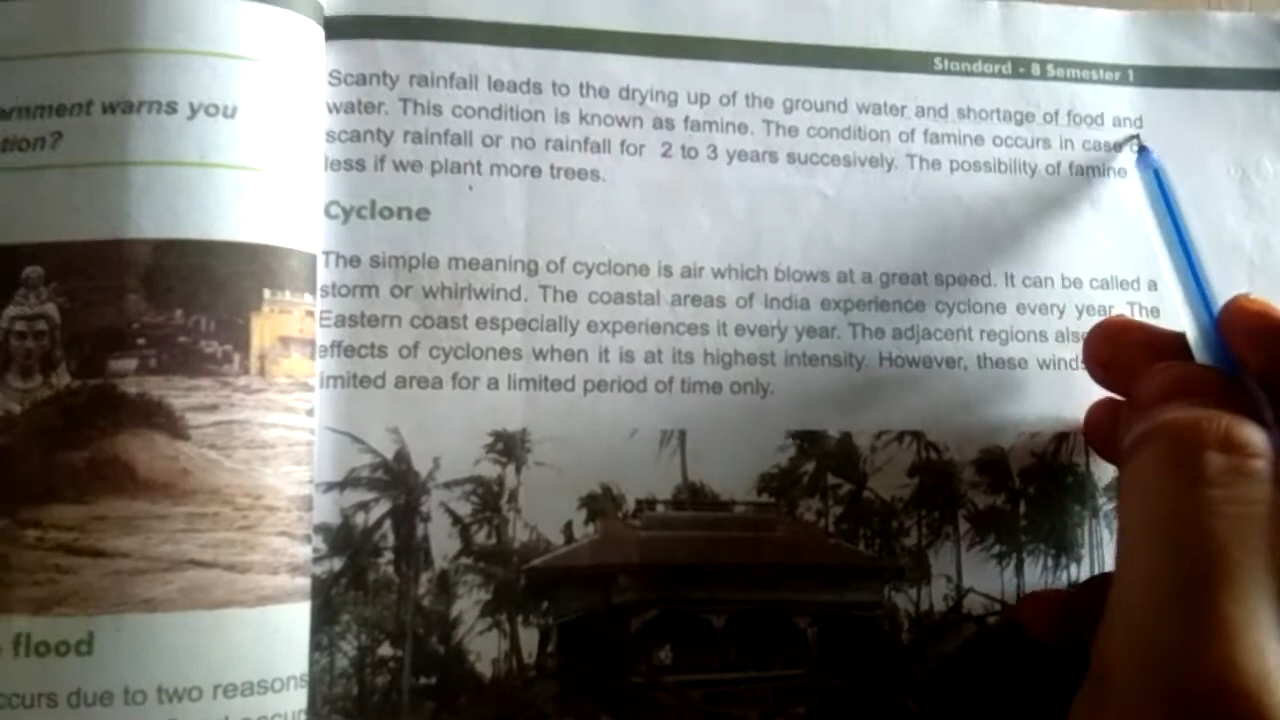 ernment warns you
tion?
flood
ccurs due to two reasons
Standard - 8 Semester 1
Scanty rainfall leads to the drying up of the ground water and shortage of food and
water. This condition is known as famine. The condition of famine occurs in case
scanty rainfall or no rainfall for 2 to 3 years succesively. The possibility of famine
less if we plant more trees.
Cyclone
The simple meaning of cyclone is air which blows at a great speed. It can be called a
storm or whirlwind. The coastal areas of India experience cyclone every year. The
Eastern coast especially experiences it every year. The adjacent regions als
effects of cyclones when it is at its highest intensity. However, these winds
imited area for a limited period of time only.